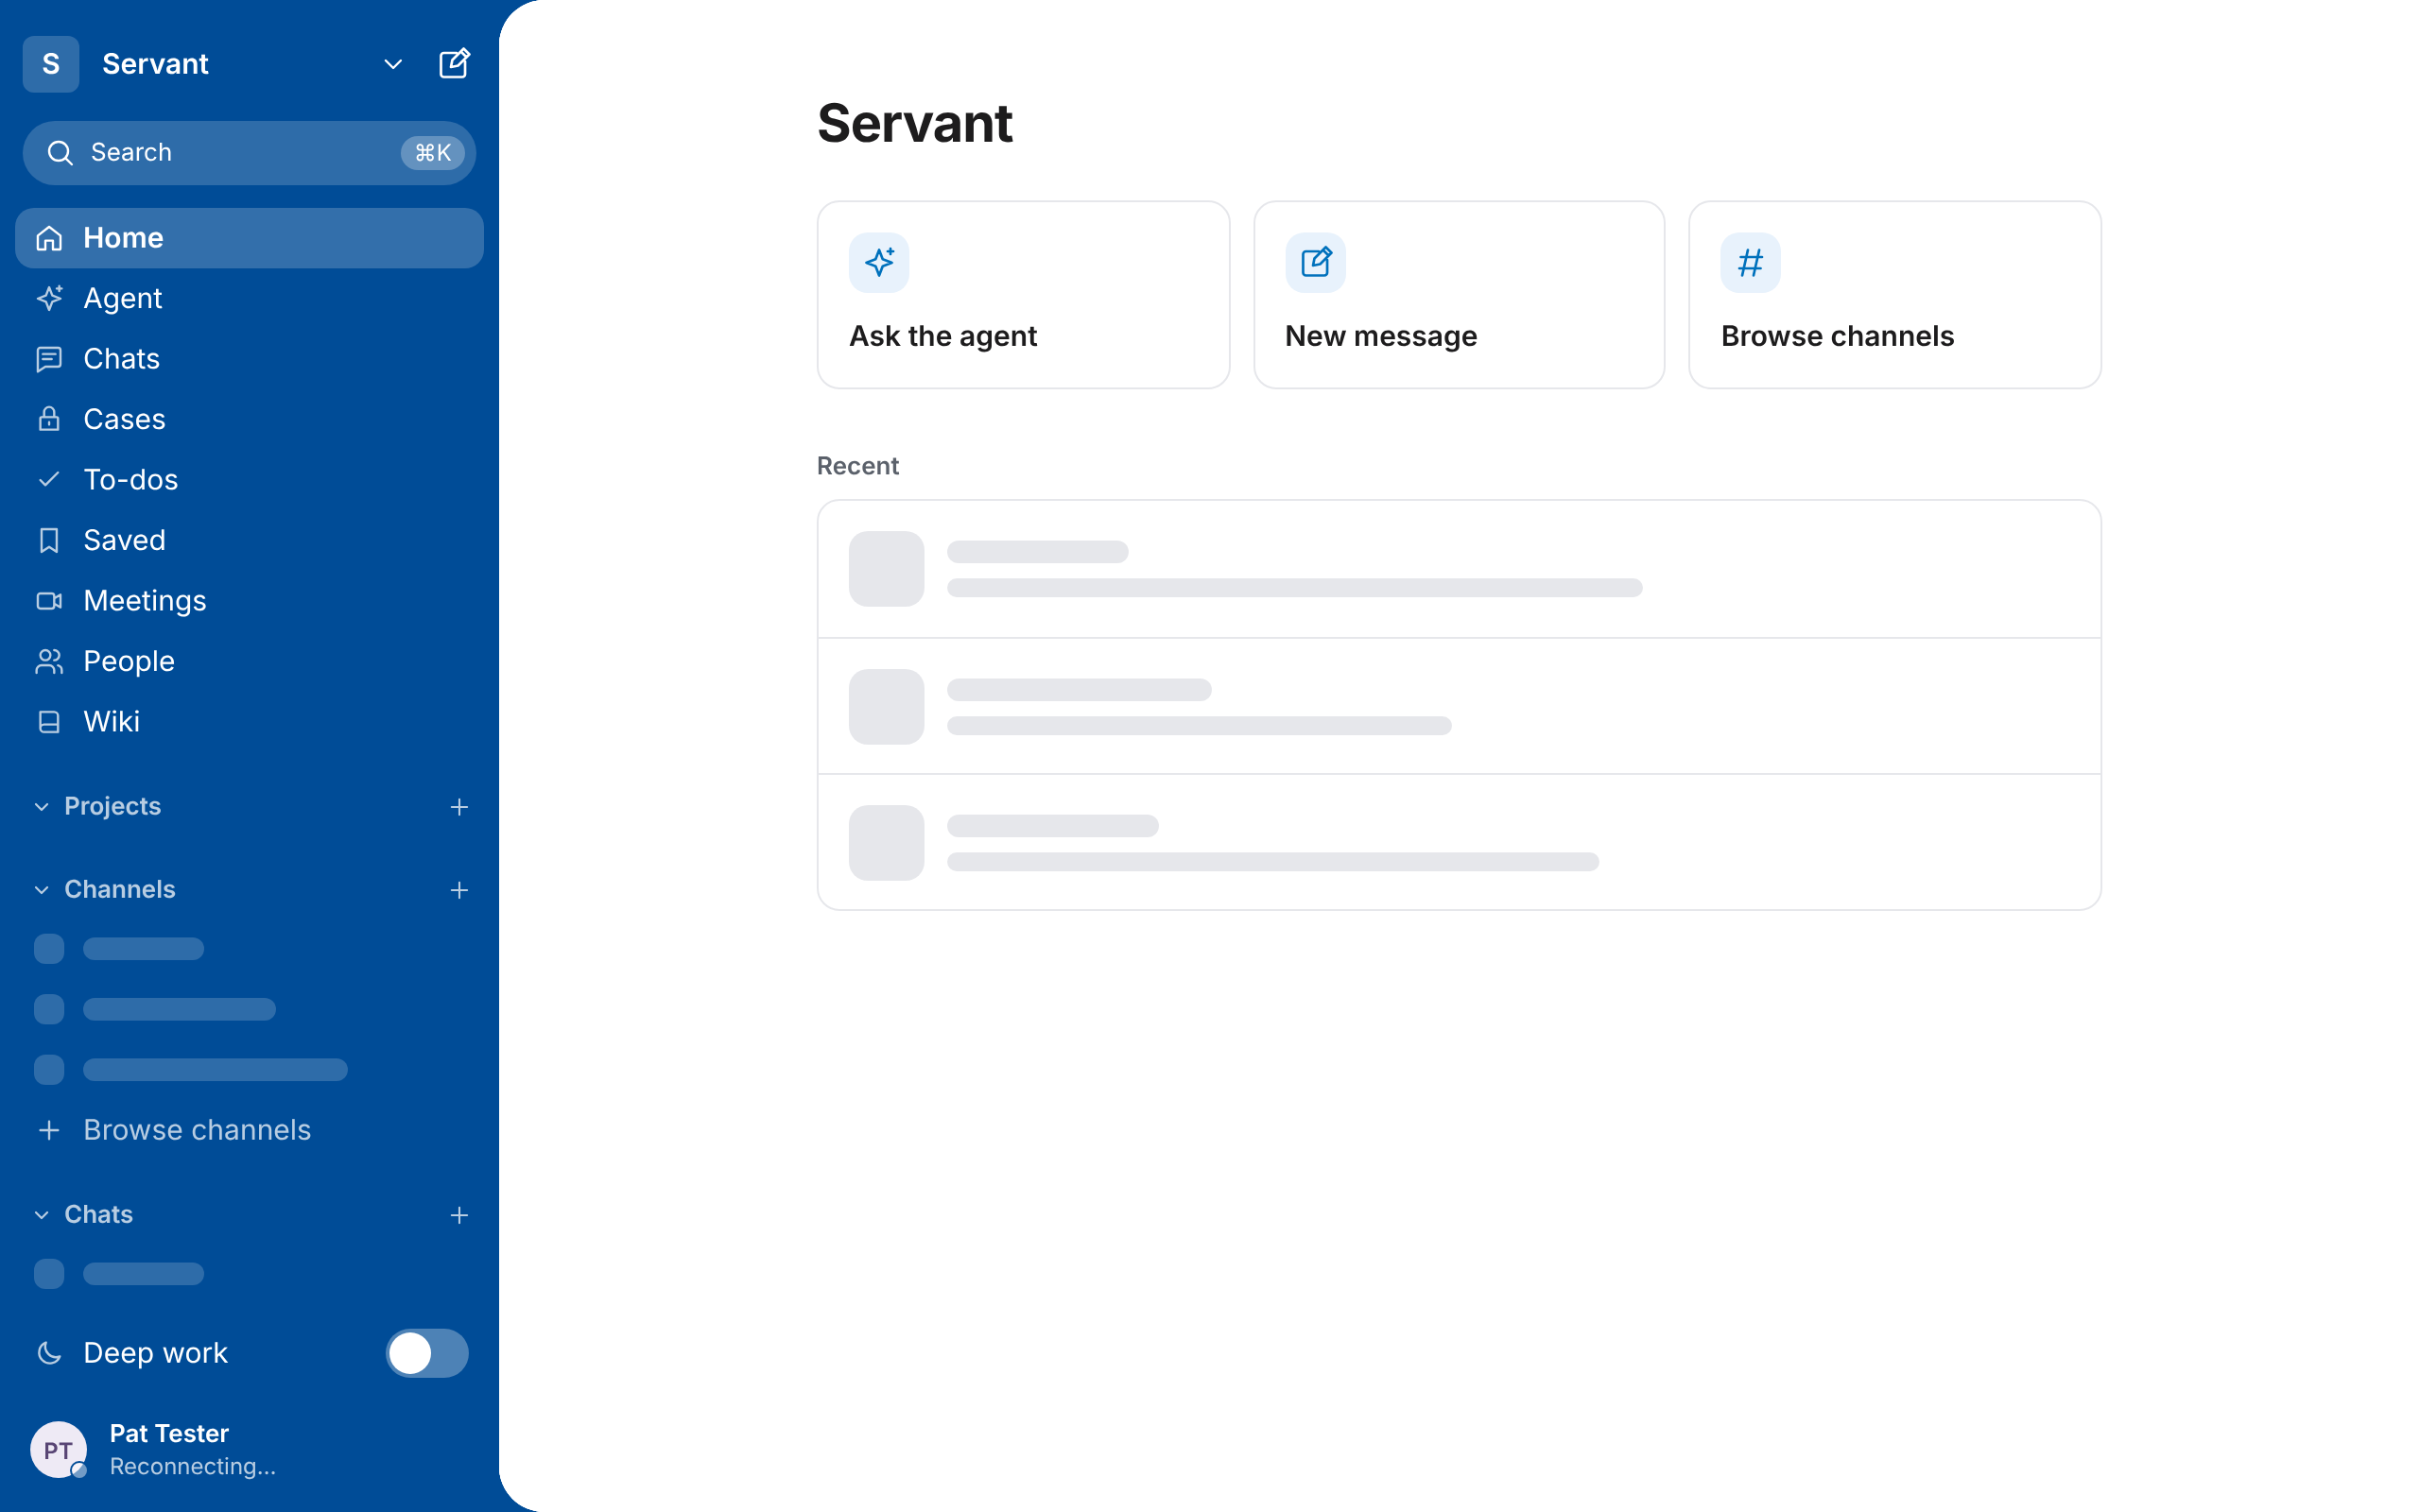 S
Servant
Search
⌘K
Home
Agent
Chats
Cases
To-dos
Saved
Meetings
People
Wiki
Projects
Channels
Browse channels
Chats
Deep work
PT
Pat Tester
Reconnecting...
Servant
Ask the agent
New message
Browse channels
Recent